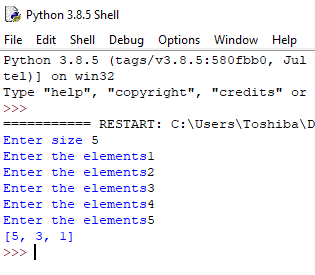 Python 3.8.5 Shell
File Edit Shell Debug Options Window Help
Python 3.8.5 (tags/v3.8.5:580fbb0, Jul
tel)] on win32
Type "help", "copyright", "credits" or
>>>
=========== RESTART: C:\Users\Toshiba\D
Enter size 5
Enter the elements1
Enter the elements2
Enter the elements3
Enter the elements4
Enter the elements5
[5, 3, 1]
>>>